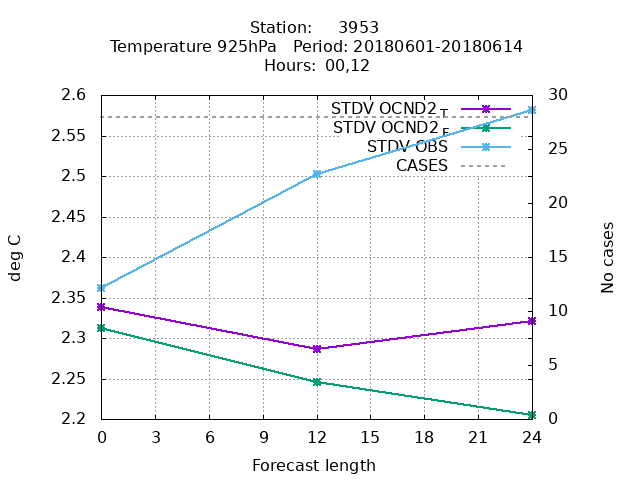 Station: 3953
Temperature 925hPa Period: 20180601-20180614
Hours: 00,12
2.6
2.55
2.5
2.45
2.4
2.35
2.3
2.25
2.2
deg C
30
25
20
15
10
5
0
No cases
STDV OCND2 T
STDV OCND2 F
STDV OBS
CASES
0 3 6 9 12 15 18 21 24
Forecast length